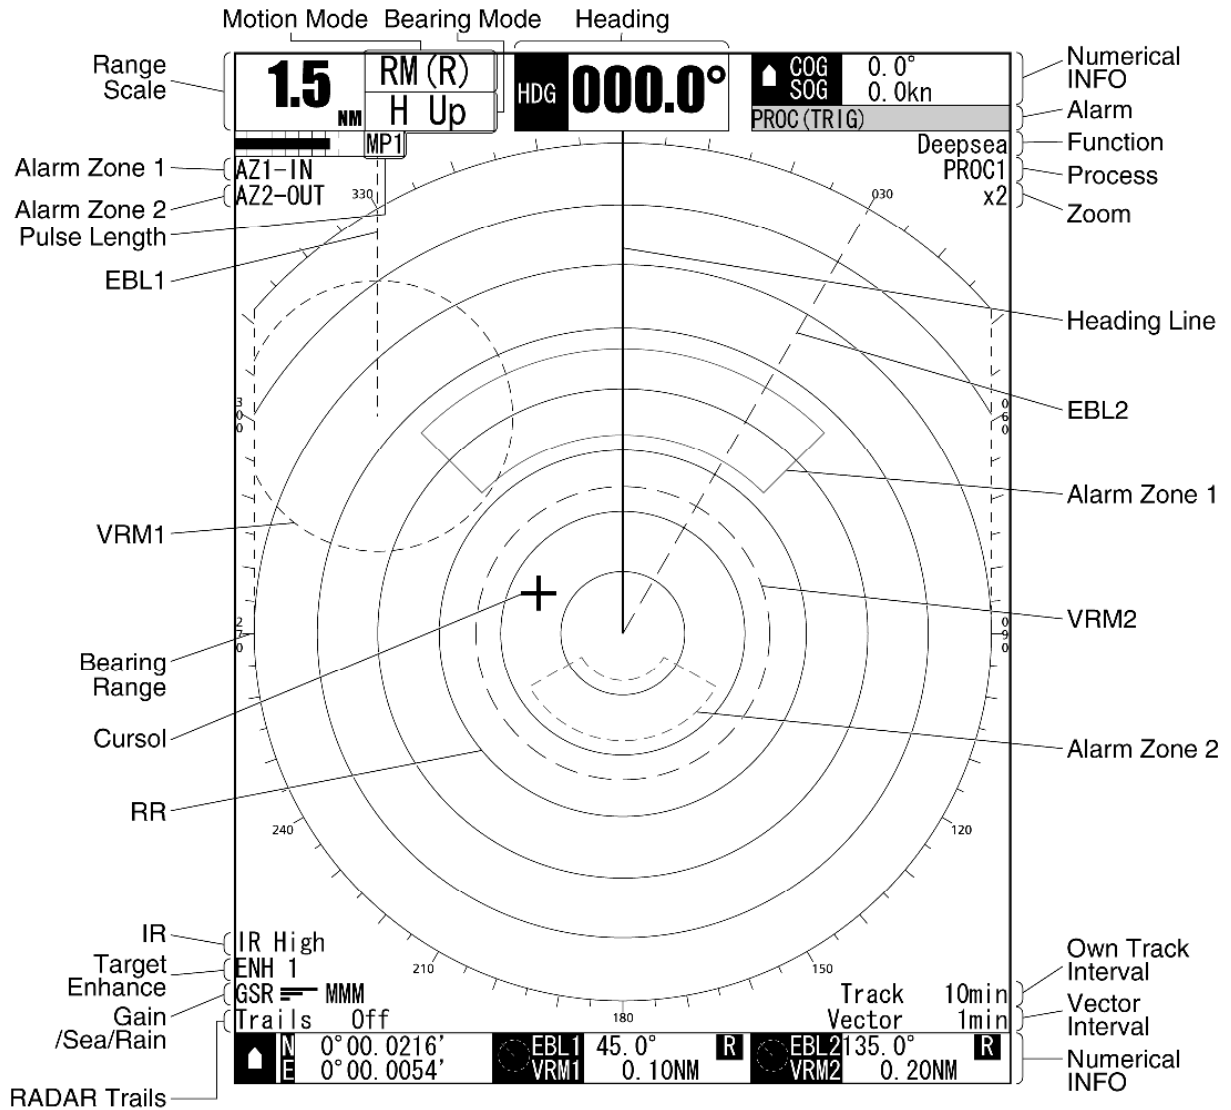 Motion Mode Bearing Mode Heading
Range
Scale
1.5 NM
RM(R)
H Up
MP1
HDG 000.0°
COG 0.0°
SOG 0.0kn
PROC(TRIG)
Numerical
INFO
Alarm
Deepsea
Function
PROC1
Process
x2
Zoom
Alarm Zone 1
AZ1-IN
Alarm Zone 2
AZ2-OUT
Pulse Length
EBL1
330
030
Heading Line
300
060
EBL2
Alarm Zone 1
VRM1
VRM2
270
090
Bearing
Range
Cursol
Alarm Zone 2
RR
240
120
IR
IR High
Target
Enhance
ENH 1
210
150
Own Track
Interval
Gain
/Sea/Rain
GSR MMM
Track 10min
Vector
Interval
Trails Off
180
Vector 1min
N 0°00.0216'
E 0°00.0054'
EBL1 45.0° R
VRM1 0.10NM
EBL2 135.0° R
VRM2 0.20NM
Numerical
INFO
RADAR Trails